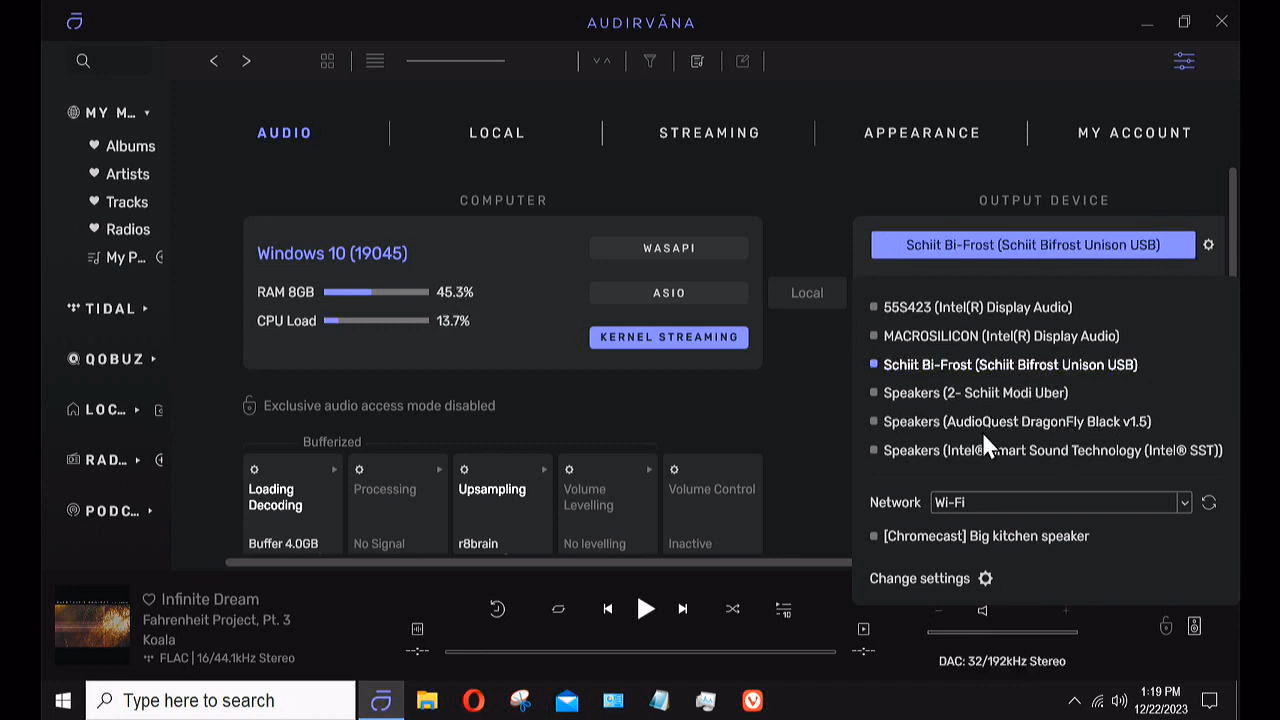 AUDIRVĀNA
AUDIO
LOCAL
STREAMING
APPEARANCE
MY ACCOUNT
MY M...
Albums
Artists
Tracks
Radios
My P...
TIDAL
QOBUZ
LOC...
RAD...
PODC...
COMPUTER
Windows 10 (19045)
RAM 8GB 45.3%
CPU Load 13.7%
WASAPI
ASIO
KERNEL STREAMING
Local
Exclusive audio access mode disabled
Bufferized
Loading
Decoding
Buffer 4.0GB
Processing
No Signal
Upsampling
r8brain
Volume
Levelling
No levelling
Volume Control
Inactive
OUTPUT DEVICE
Schiit Bi-Frost (Schiit Bifrost Unison USB)
55S423 (Intel(R) Display Audio)
MACROSILICON (Intel(R) Display Audio)
Schiit Bi-Frost (Schiit Bifrost Unison USB)
Speakers (2- Schiit Modi Uber)
Speakers (AudioQuest DragonFly Black v1.5)
Speakers (Intel® Smart Sound Technology (Intel® SST))
Network Wi-Fi
[Chromecast] Big kitchen speaker
Change settings
Infinite Dream
Fahrenheit Project, Pt. 3
Koala
FLAC | 16/44.1kHz Stereo
10
DAC: 32/192kHz Stereo
Type here to search
1:19 PM
12/22/2023